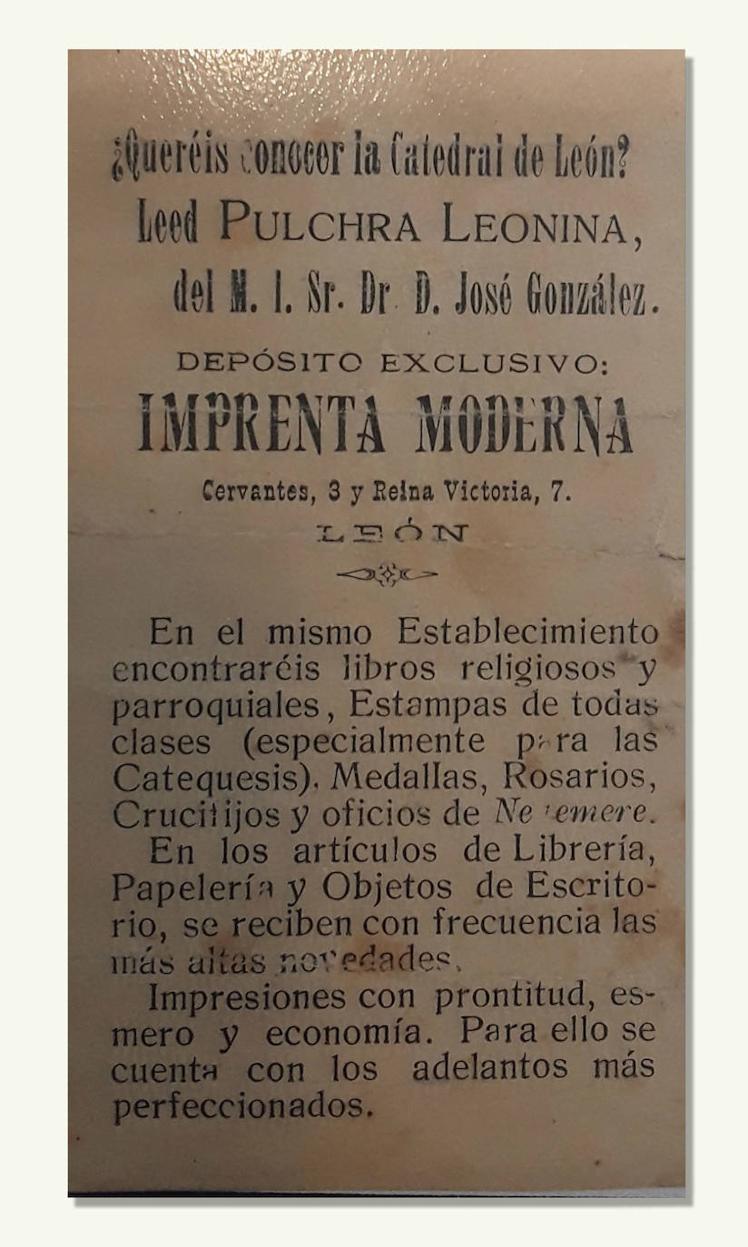 ¿Queréis conocer la Catedral de León?
Leed PULCHRA LEONINA,
del M. I. Sr. Dr. D. José González.
DEPÓSITO EXCLUSIVO:
IMPRENTA MODERNA
Cervantes, 3 y Reina Victoria, 7.
LEÓN
En el mismo Establecimiento
encontraréis libros religiosos y
parroquiales, Estampas de todas
clases (especialmente para las
Catequesis). Medallas, Rosarios,
Crucifijos y oficios de Ne temere.
En los artículos de Librería,
Papelería y Objetos de Escrito-
rio, se reciben con frecuencia las
más altas novedades.
Impresiones con prontitud, es-
mero y economía. Para ello se
cuenta con los adelantos más
perfeccionados.